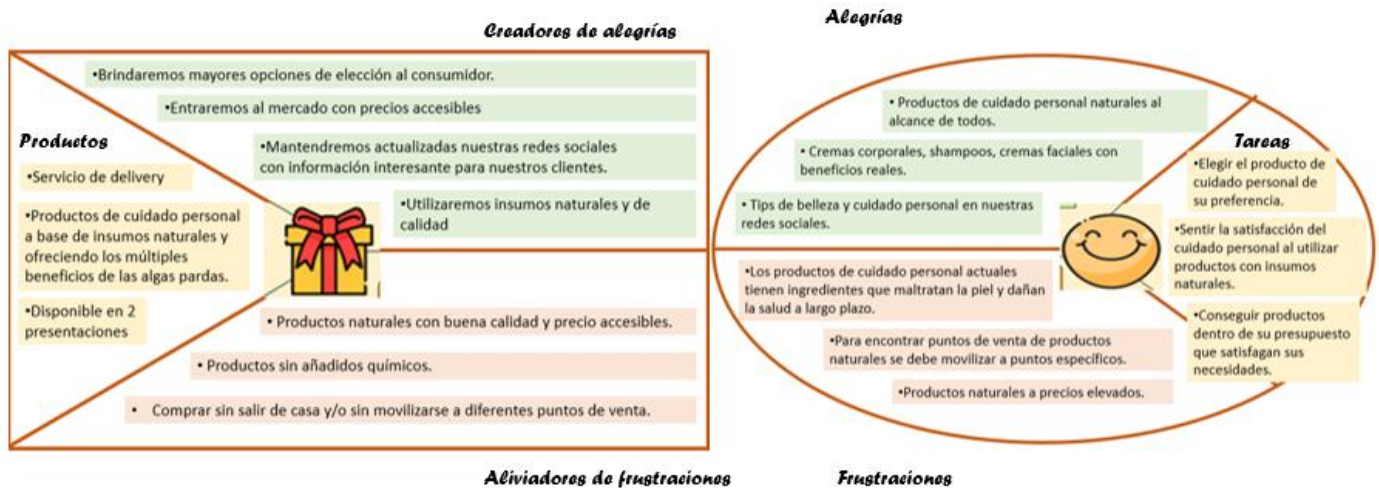 Creadores de alegrías
•Brindaremos mayores opciones de elección al consumidor.
•Entraremos al mercado con precios accesibles
•Mantendremos actualizadas nuestras redes sociales
con información interesante para nuestros clientes.
•Utilizaremos insumos naturales y de
calidad
Productos
•Servicio de delivery
•Productos de cuidado personal
a base de insumos naturales y
ofreciendo los múltiples
beneficios de las algas pardas.
•Disponible en 2
presentaciones
• Productos naturales con buena calidad y precio accesibles.
• Productos sin añadidos químicos.
• Comprar sin salir de casa y/o sin movilizarse a diferentes puntos de venta.
Aliviadores de frustraciones
Alegrías
• Productos de cuidado personal naturales al
alcance de todos.
• Cremas corporales, shampoos, cremas faciales con
beneficios reales.
• Tips de belleza y cuidado personal en nuestras
redes sociales.
Tareas
•Elegir el producto de
cuidado personal de
su preferencia.
•Sentir la satisfacción del
cuidado personal al utilizar
productos con insumos
naturales.
•Conseguir productos
dentro de su presupuesto
que satisfagan sus
necesidades.
•Los productos de cuidado personal actuales
tienen ingredientes que maltratan la piel y dañan
la salud a largo plazo.
•Para encontrar puntos de venta de productos
naturales se debe movilizar a puntos específicos.
•Productos naturales a precios elevados.
Frustraciones